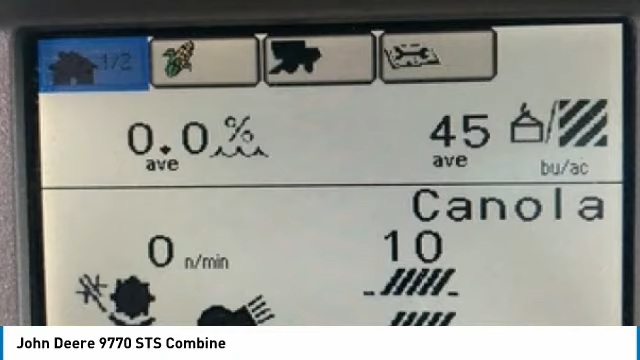 1/2
0.0 %
ave
45
ave
bu/ac
Canola
0 n/min
10
John Deere 9770 STS Combine